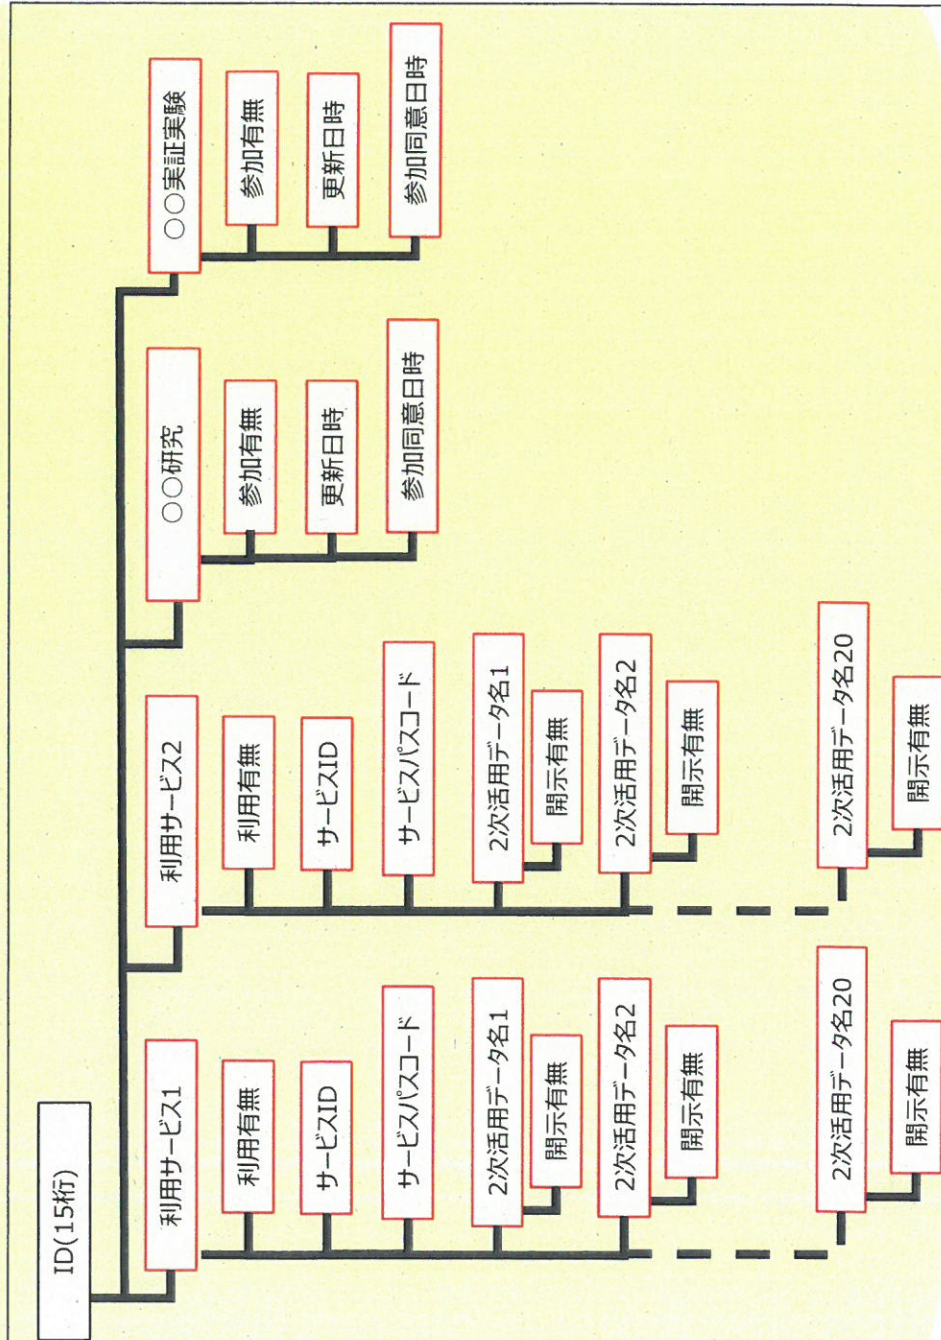 ID(15桁)
利用サービス1
利用有無
サービスID
サービスパスコード
2次活用データ名1
開示有無
2次活用データ名2
開示有無
2次活用データ名20
開示有無
利用サービス2
利用有無
サービスID
サービスパスコード
2次活用データ名1
開示有無
2次活用データ名2
開示有無
2次活用データ名20
開示有無
○○研究
参加有無
更新日時
参加同意日時
○○実証実験
参加有無
更新日時
参加同意日時